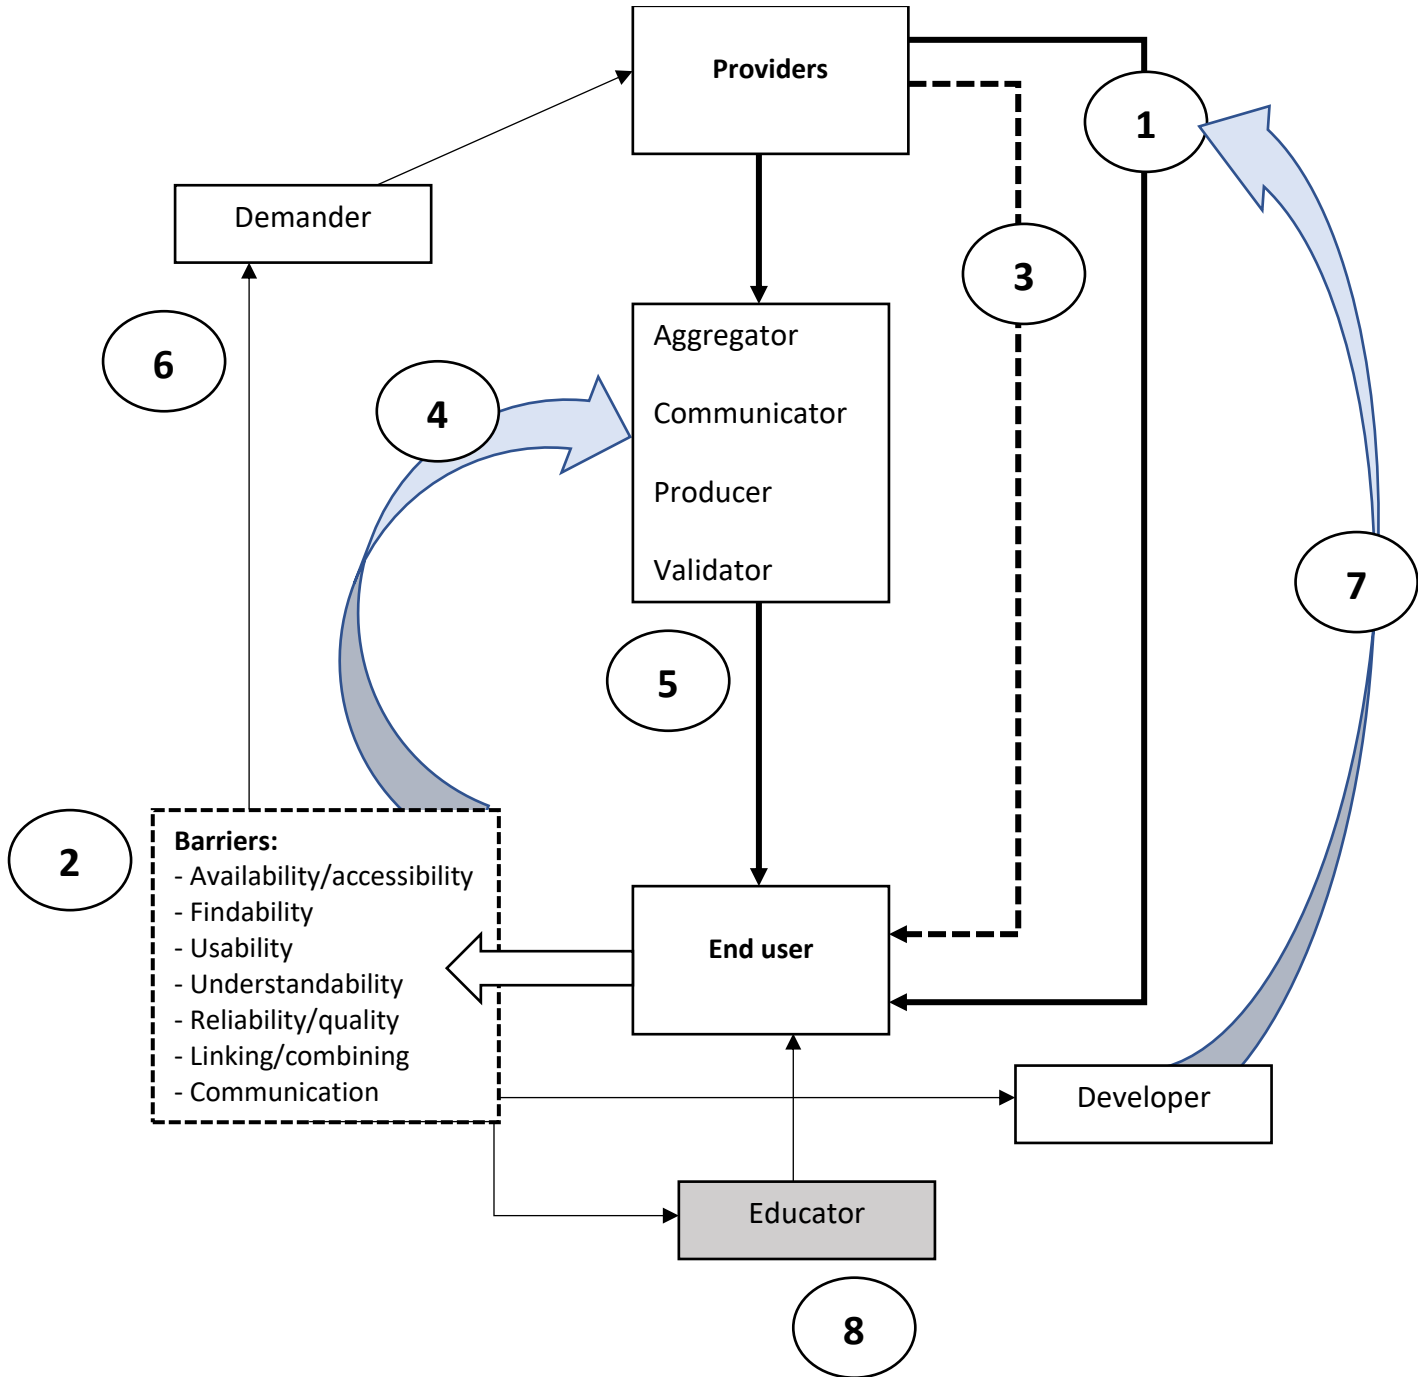 Providers
1
Demander
3
Aggregator
6
4
Communicator
Producer
Validator
7
5
2
Barriers:
- Availability/accessibility
- Findability
- Usability
- Understandability
- Reliability/quality
- Linking/combining
- Communication
End user
Developer
Educator
8